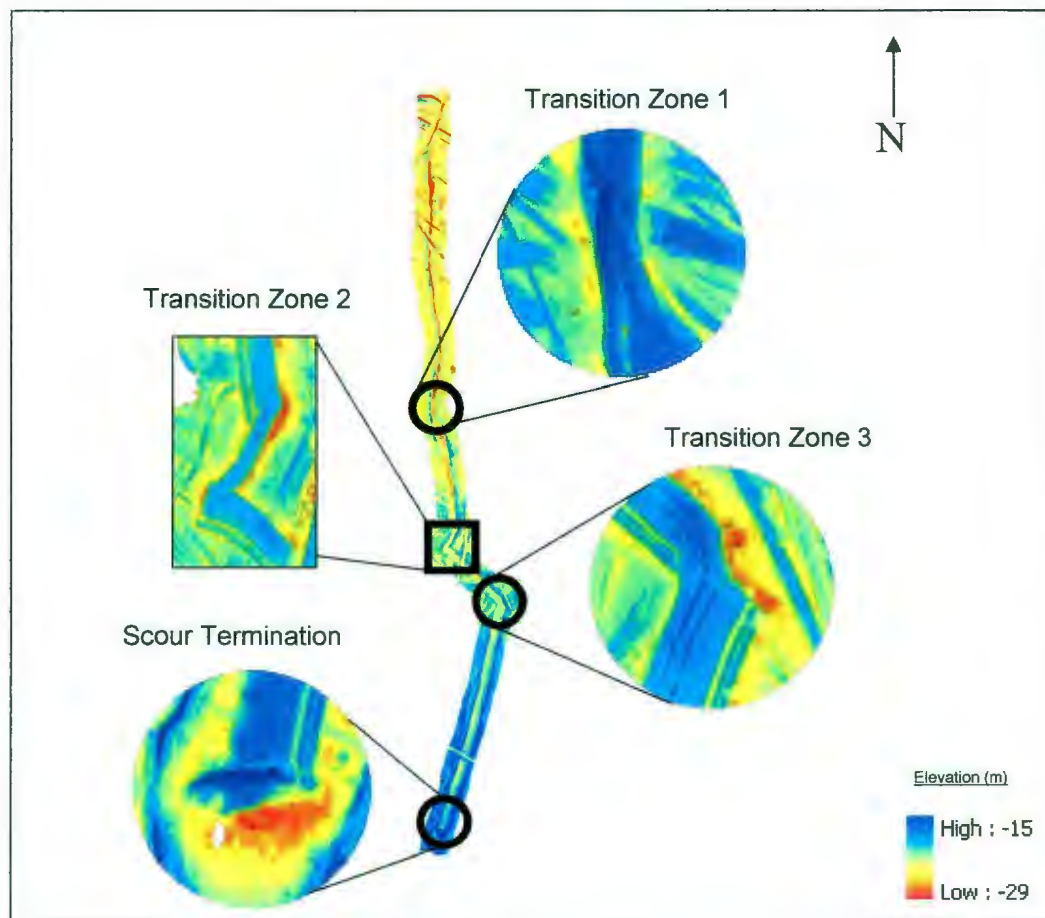 N
Transition Zone 1
Transition Zone 2
Transition Zone 3
Scour Termination
Elevation (m)
High : -15
Low : -29